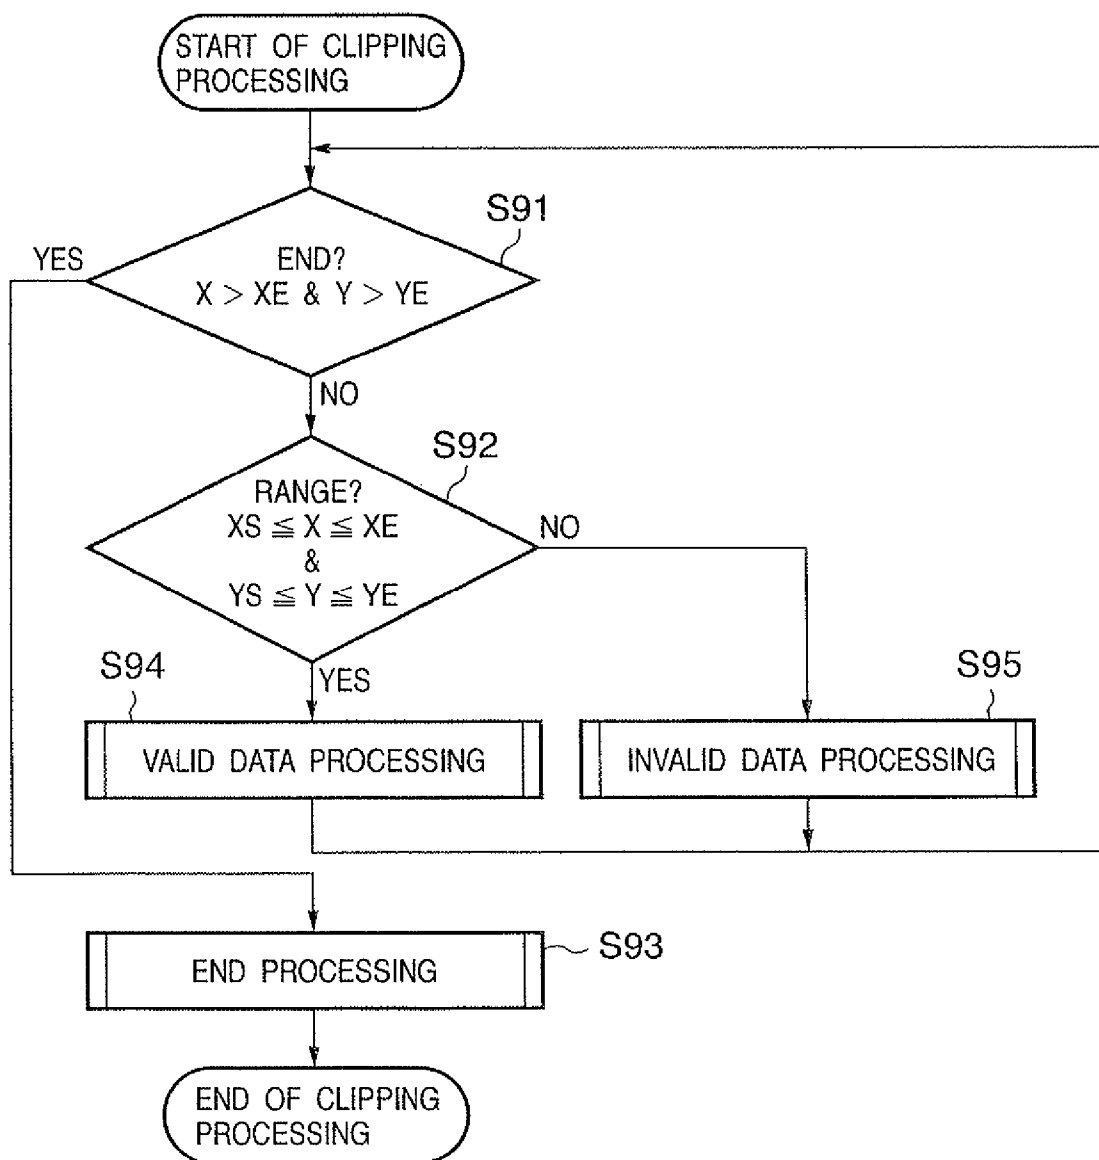 START OF CLIPPING
PROCESSING
S91
YES
END?
X > XE & Y > YE
NO
S92
RANGE?
XS ≦ X ≦ XE
&
YS ≦ Y ≦ YE
NO
YES
S94
VALID DATA PROCESSING
S95
INVALID DATA PROCESSING
END PROCESSING
S93
END OF CLIPPING
PROCESSING